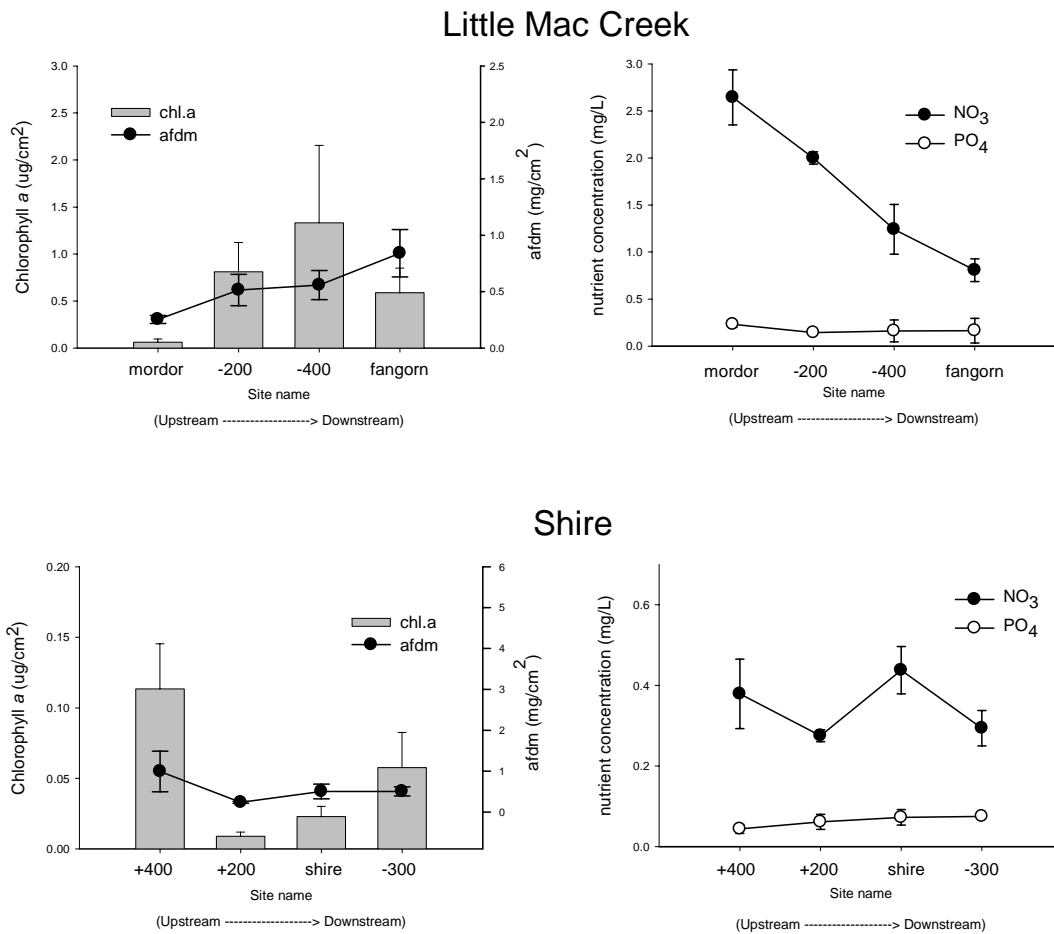 Little Mac Creek
Chlorophyll a (ug/cm2)
3.0
2.5
2.0
1.5
1.0
0.5
0.0
chl.a
afdm
2.5
2.0
1.5
1.0
0.5
0.0
afdm (mg/cm2)
mordor -200 -400 fangorn
Site name
(Upstream -------------------> Downstream)
nutrient concentration (mg/L)
3.0
2.5
2.0
1.5
1.0
0.5
0.0
NO3
PO4
mordor -200 -400 fangorn
Site name
(Upstream -------------------> Downstream)
Shire
Chlorophyll a (ug/cm2)
0.20
0.15
0.10
0.05
0.00
chl.a
afdm
6
5
4
3
2
1
0
afdm (mg/cm2)
+400 +200 shire -300
Site name
(Upstream -------------------> Downstream)
nutrient concentration (mg/L)
0.6
0.4
0.2
0.0
NO3
PO4
+400 +200 shire -300
Site name
(Upstream -------------------> Downstream)